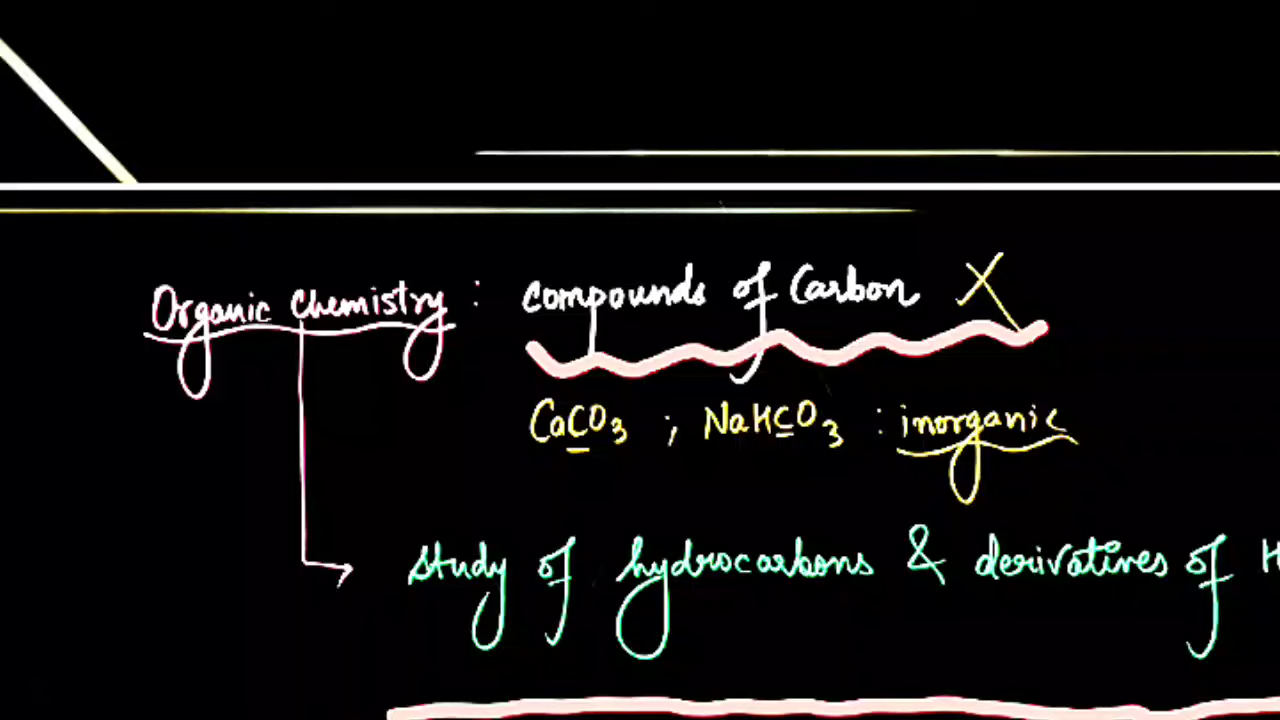 Organic Chemistry : compounds of Carbon X
CaCO3 ; NaHCO3 : inorganic
study of hydrocarbons & derivatives of H